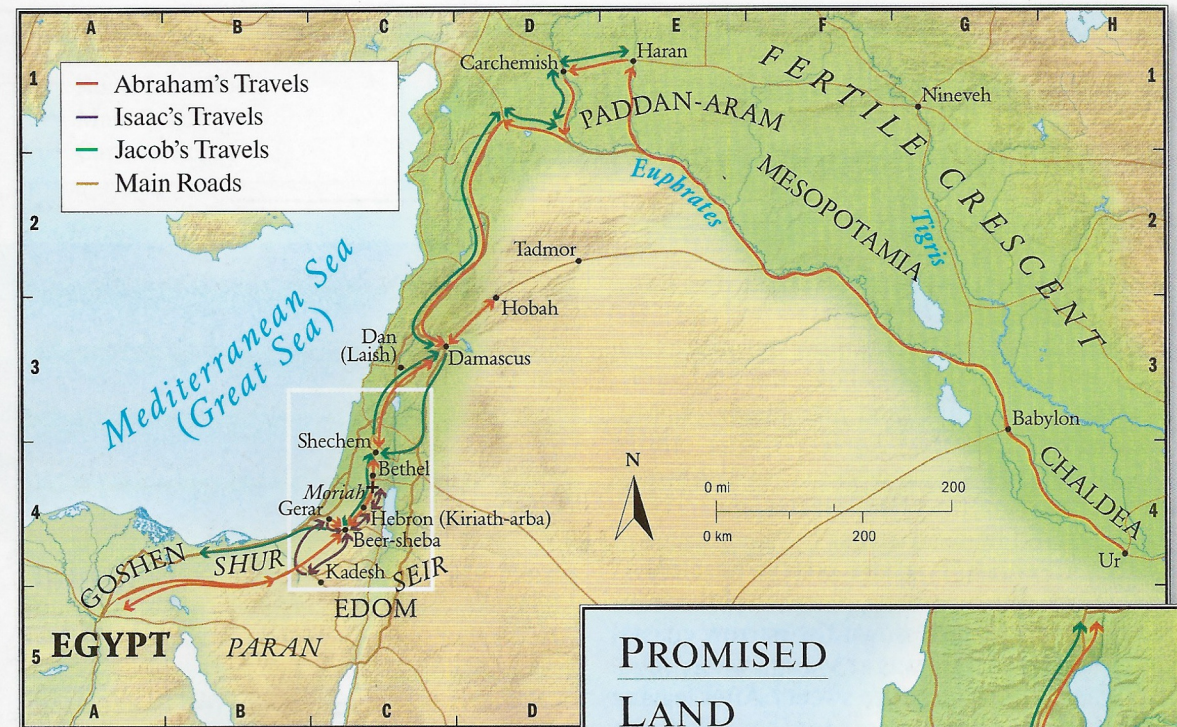 A B C D E F G H
1
2
3
4
5
1
2
3
4
A B C D
Abraham's Travels
Isaac's Travels
Jacob's Travels
Main Roads
Carchemish
Haran
PADDAN-ARAM
FERTILE CRESCENT
Nineveh
MESOPOTAMIA
Euphrates
Tigris
Tadmor
Hobah
Mediterranean Sea
(Great Sea)
Dan
(Laish)
Damascus
Shechem
Bethel
Moriah
Gerar
Hebron (Kiriath-arba)
Beer-sheba
GOSHEN
SHUR
Kadesh
SEIR
EDOM
EGYPT
PARAN
N
0 mi 200
0 km 200
Babylon
CHALDEA
Ur
PROMISED
LAND